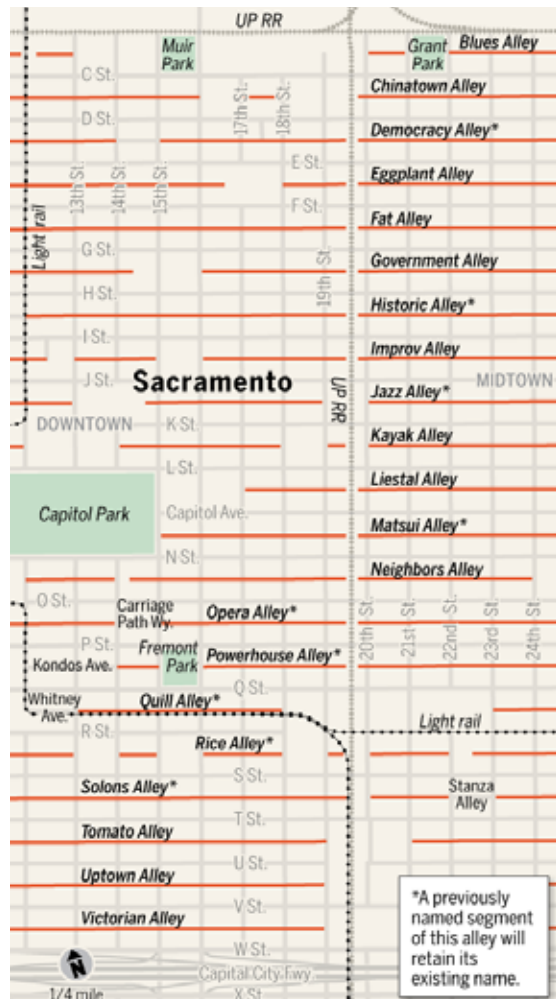 UP RR
Muir
Park
Grant
Park
Blues Alley
C St.
Chinatown Alley
D St.
17th St.
18th St.
Democracy Alley*
E St.
13th St.
14th St.
15th St.
Eggplant Alley
F St.
Fat Alley
Light rail
G St.
Government Alley
19th St.
H St.
Historic Alley*
I St.
Improv Alley
J St.
Sacramento
UP RR
MIDTOWN
Jazz Alley*
DOWNTOWN
K St.
Kayak Alley
L St.
Liestal Alley
Capitol Park
Capitol Ave.
Matsui Alley*
N St.
Neighbors Alley
O St.
Carriage
Path Wy.
Opera Alley*
20th St.
21st St.
22nd St.
23rd St.
24th St.
P St.
Fremont
Park
Kondos Ave.
Powerhouse Alley*
Q St.
Whitney
Ave.
Quill Alley*
Light rail
R St.
Rice Alley*
S St.
Solons Alley*
Stanza
Alley
T St.
Tomato Alley
U St.
Uptown Alley
V St.
Victorian Alley
*A previously
named segment
of this alley will
retain its
existing name.
W St.
N
Capital City Fwy.
1/4 mile
X St.